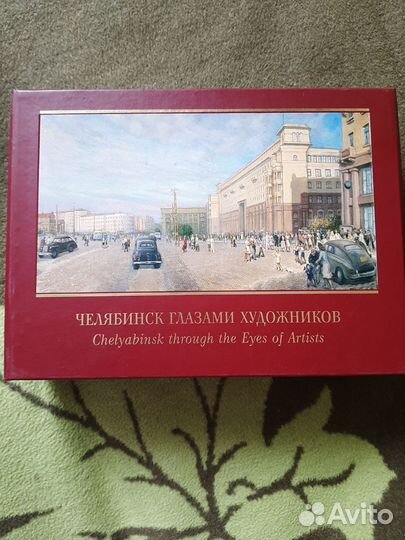 ЧЕЛЯБИНСК ГЛАЗАМИ ХУДОЖНИКОВ
Chelyabinsk through the Eyes of Artists
Avito